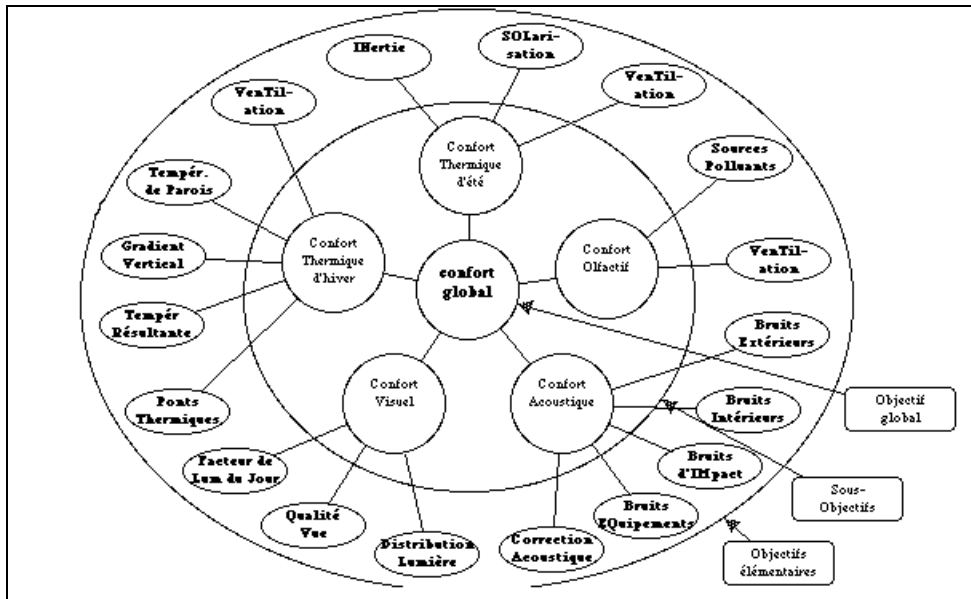 IHertie
SOLari-
sation
VenTil-
ation
VenTil-
ation
Confort
Thermique
d'été
Sources
Polluants
Tempér.
de Parois
Gradient
Vertical
Confort
Thermique
d'hiver
confort
global
Confort
Olfactif
VenTil-
ation
Tempér
Résultante
Bruits
Extérieurs
Ponts
Thermiques
Confort
Visuel
Confort
Acoustique
Bruits
Intérieurs
Objectif
global
Facteur de
Lum du Jour
Bruits
d'IMpact
Sous-
Objectifs
Qualité
Vue
Bruits
EQuipements
Distribution
Lumière
Correction
Acoustique
Objectifs
élémentaires